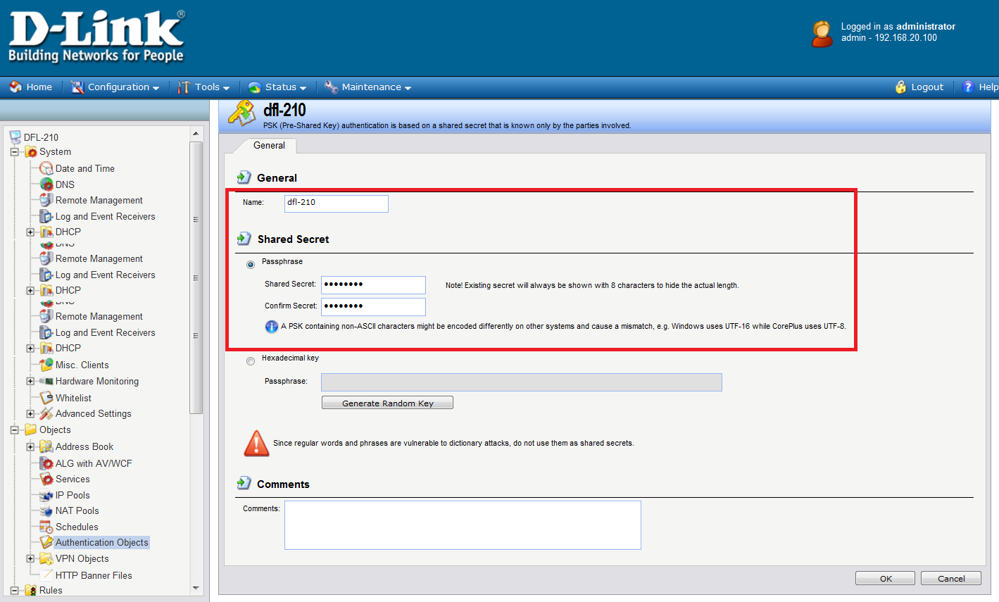 D-Link®
Building Networks for People
Logged in as administrator
admin - 192.168.20.100
Home
Configuration
Tools
Status
Maintenance
Logout
Help
DFL-210
System
Date and Time
DNS
Remote Management
Log and Event Receivers
DHCP
DNS
Remote Management
Log and Event Receivers
DHCP
DNS
Remote Management
Log and Event Receivers
DHCP
Misc. Clients
Hardware Monitoring
Whitelist
Advanced Settings
Objects
Address Book
ALG with AV/WCF
Services
IP Pools
NAT Pools
Schedules
Authentication Objects
VPN Objects
HTTP Banner Files
Rules
dfl-210
PSK (Pre-Shared Key) authentication is based on a shared secret that is known only by the parties involved.
General
General
Name: dfl-210
Shared Secret
Passphrase
Shared Secret: •••••••• Note! Existing secret will always be shown with 8 characters to hide the actual length.
Confirm Secret: ••••••••
A PSK containing non-ASCII characters might be encoded differently on other systems and cause a mismatch, e.g. Windows uses UTF-16 while CorePlus uses UTF-8.
Hexadecimal key
Passphrase:
Generate Random Key
Since regular words and phrases are vulnerable to dictionary attacks, do not use them as shared secrets.
Comments
Comments:
OK
Cancel